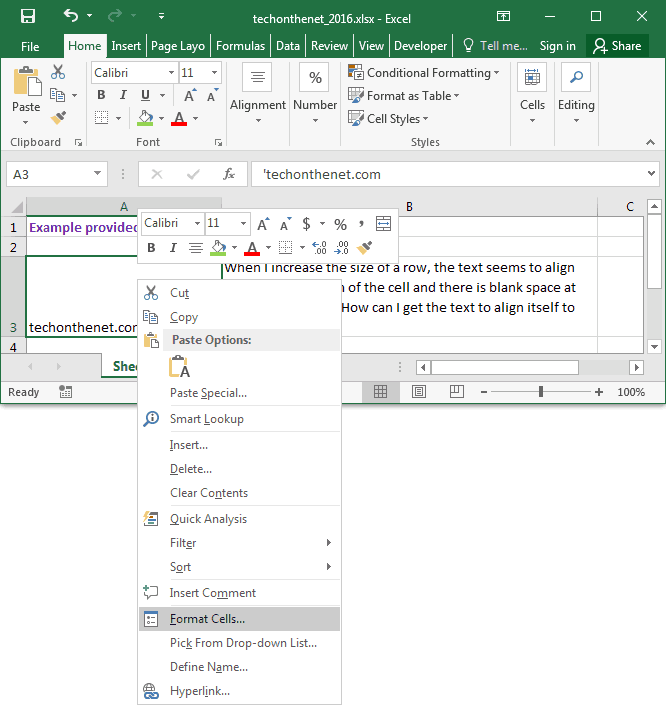 techonthenet_2016.xlsx - Excel
File Home Insert Page Layo Formulas Data Review View Developer Tell me... Sign in Share
Calibri 11
Conditional Formatting
Paste
B I U A A
Alignment Number
%
Format as Table
Cells Editing
A
Cell Styles
Clipboard Font Styles
A3 fx 'techonthenet.com
A B C
Calibri 11 A A $ % ,
B I A .00 .00
1 Example provided
2
When I increase the size of a row, the text seems to align
n of the cell and there is blank space at
How can I get the text to align itself to
3 techonthenet.com
4
Shee
Ready 100%
Cut
Copy
Paste Options:
A
Paste Special...
Smart Lookup
Insert...
Delete...
Clear Contents
Quick Analysis
Filter
Sort
Insert Comment
Format Cells...
Pick From Drop-down List...
Define Name...
Hyperlink...